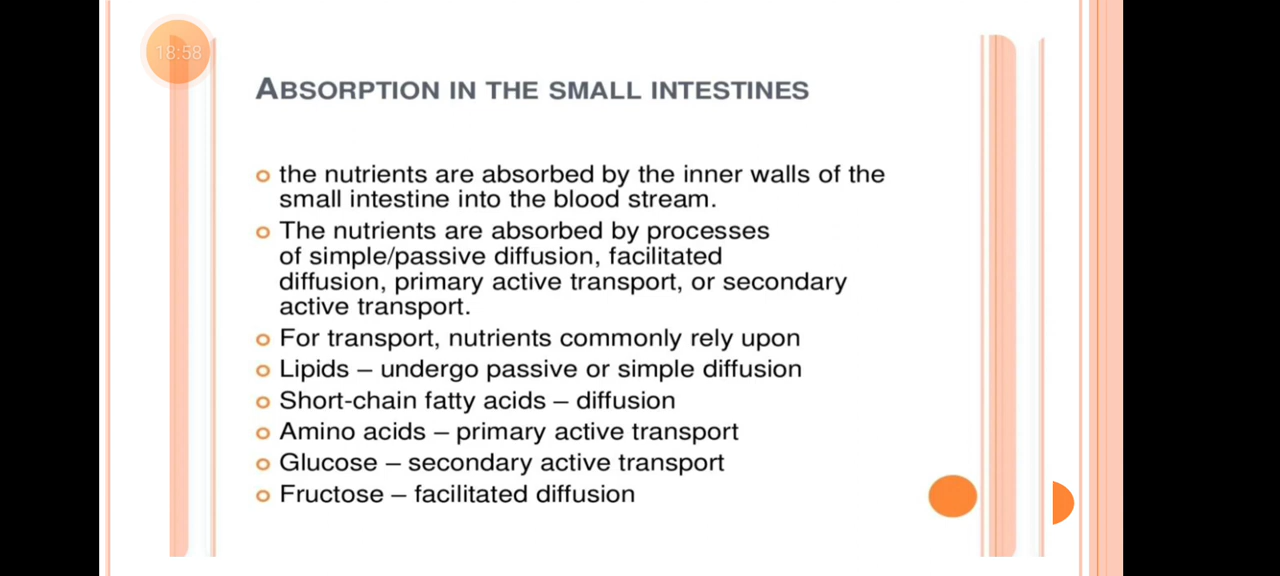 18:58
ABSORPTION IN THE SMALL INTESTINES
the nutrients are absorbed by the inner walls of the
small intestine into the blood stream.
The nutrients are absorbed by processes
of simple/passive diffusion, facilitated
diffusion, primary active transport, or secondary
active transport.
For transport, nutrients commonly rely upon
Lipids – undergo passive or simple diffusion
Short-chain fatty acids – diffusion
Amino acids – primary active transport
Glucose – secondary active transport
Fructose – facilitated diffusion